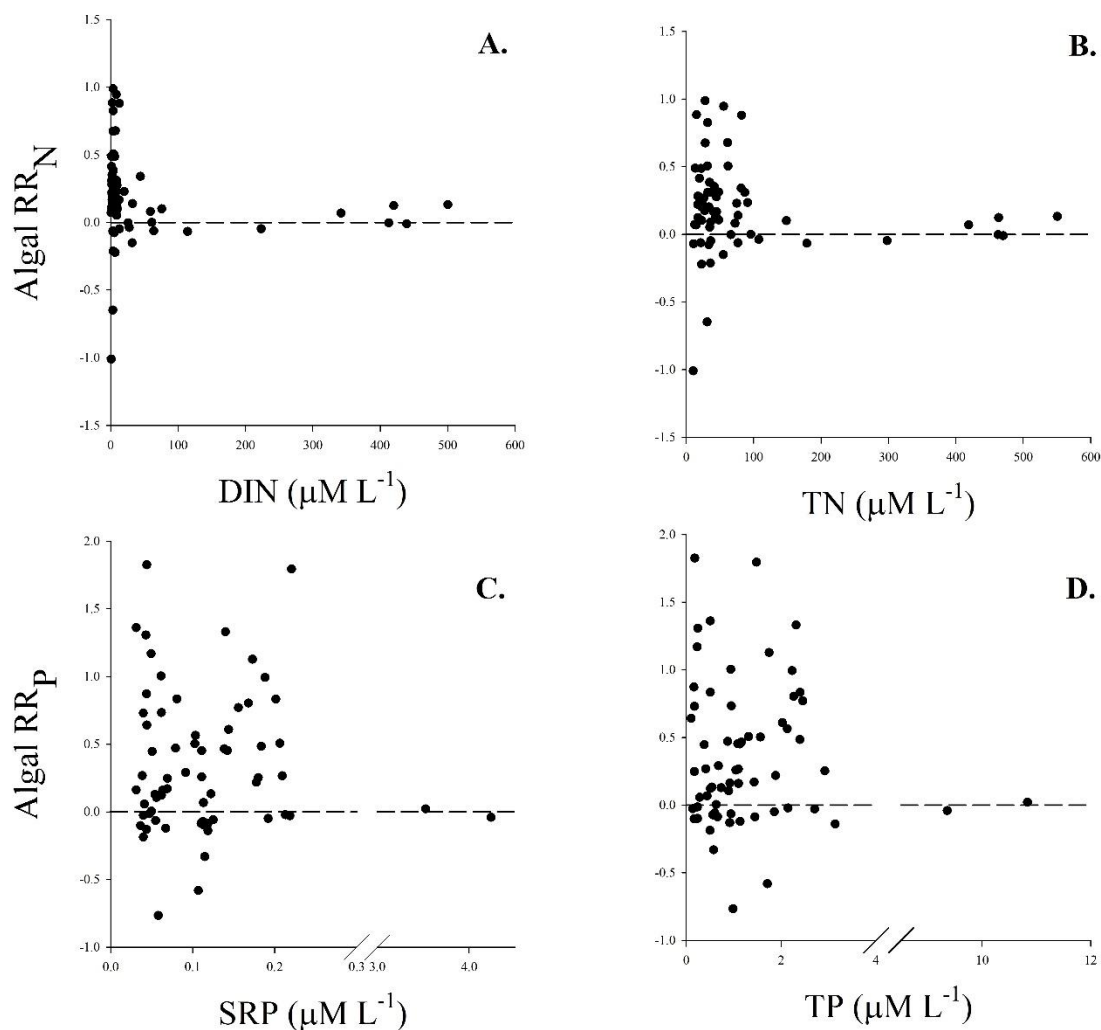 A.
1.5
1.0
0.5
0.0
-0.5
-1.0
-1.5
Algal RR_N
0 100 200 300 400 500 600
DIN (μM L⁻¹)
B.
1.5
1.0
0.5
0.0
-0.5
-1.0
-1.5
0 100 200 300 400 500 600
TN (μM L⁻¹)
C.
2.0
1.5
1.0
0.5
0.0
-0.5
-1.0
Algal RR_P
0.0 0.1 0.2 0.3 3.0 4.0
SRP (μM L⁻¹)
D.
2.0
1.5
1.0
0.5
0.0
-0.5
-1.0
0 2 4 10 12
TP (μM L⁻¹)